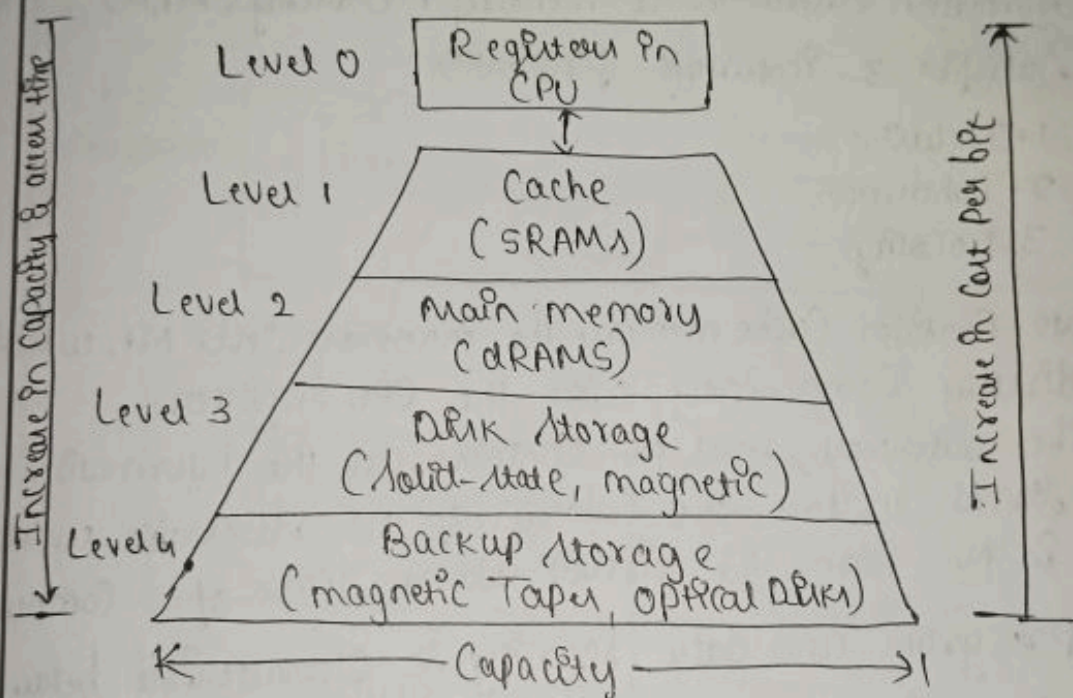 Level 0
Registers in
CPU
Level 1
Cache
(SRAMs)
Level 2
Main memory
(dRAMS)
Level 3
Disk Storage
(Solid-state, magnetic)
Level 4
Backup Storage
(magnetic Tapes, Optical Disks)
Capacity
Increase in capacity & access time
Increase in Cost per bit